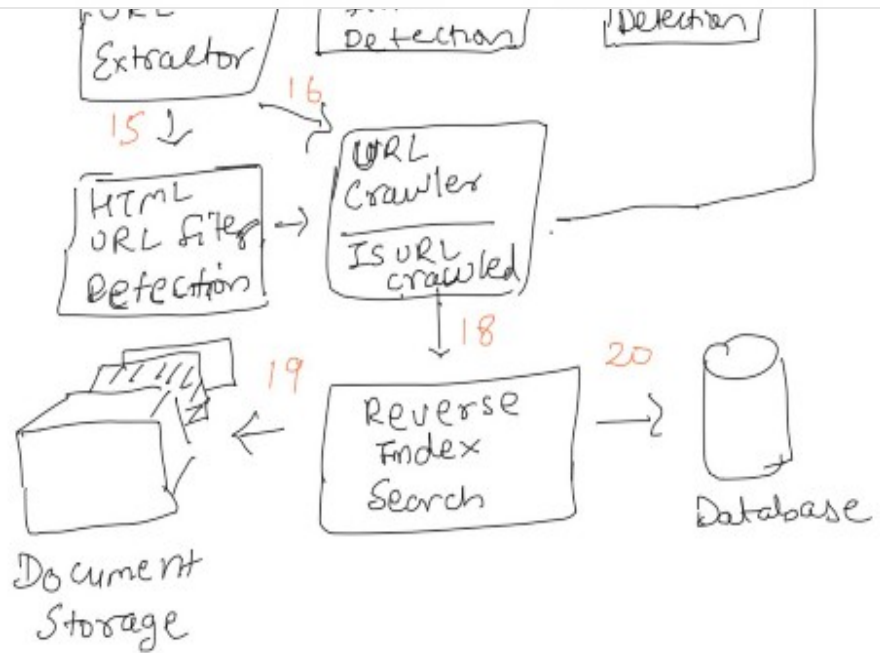 URL
Extractor
Detection
Detection
16
15
HTML
URL filter
Detection
URL
Crawler
IS URL
crawled
18
19
20
Reverse
Index
Search
Database
Document
Storage